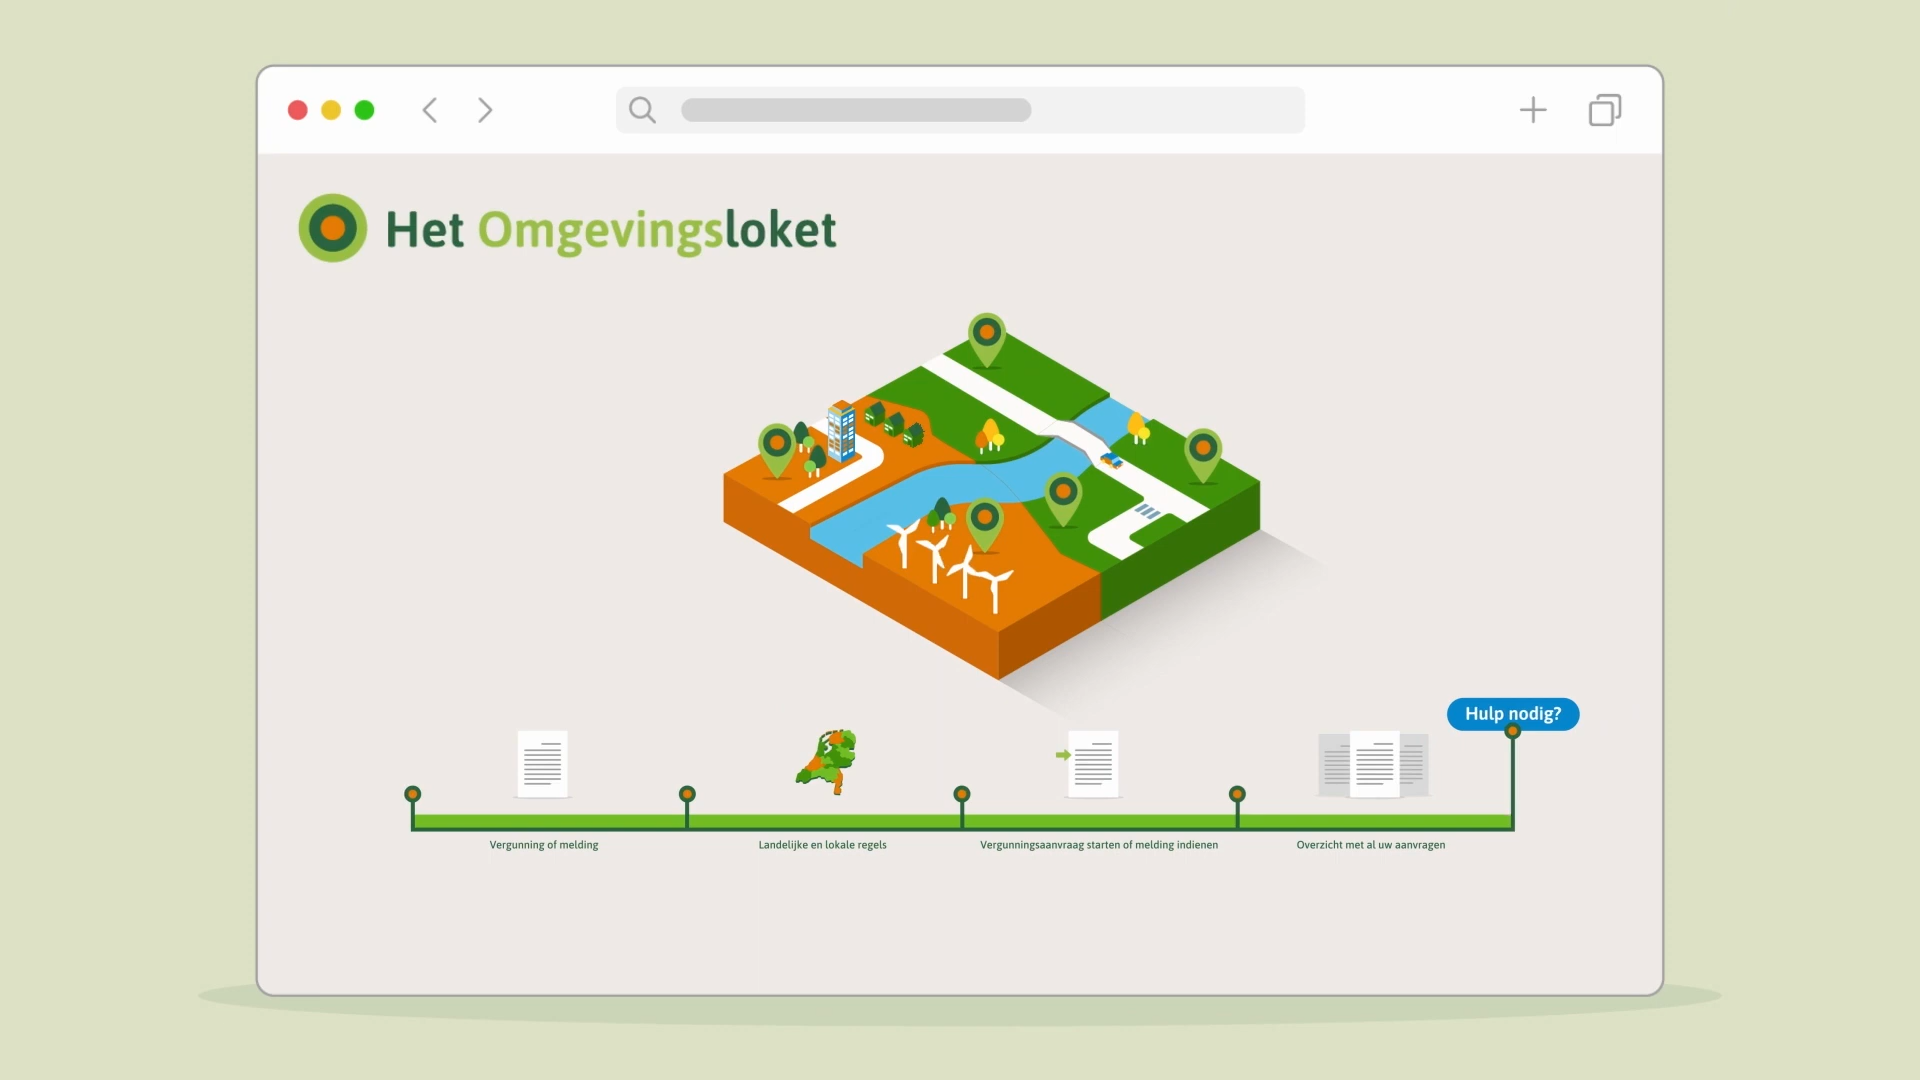 Het Omgevingsloket
Hulp nodig?
Vergunning of melding
Landelijke en lokale regels
Vergunningsaanvraag starten of melding indienen
Overzicht met al uw aanvragen